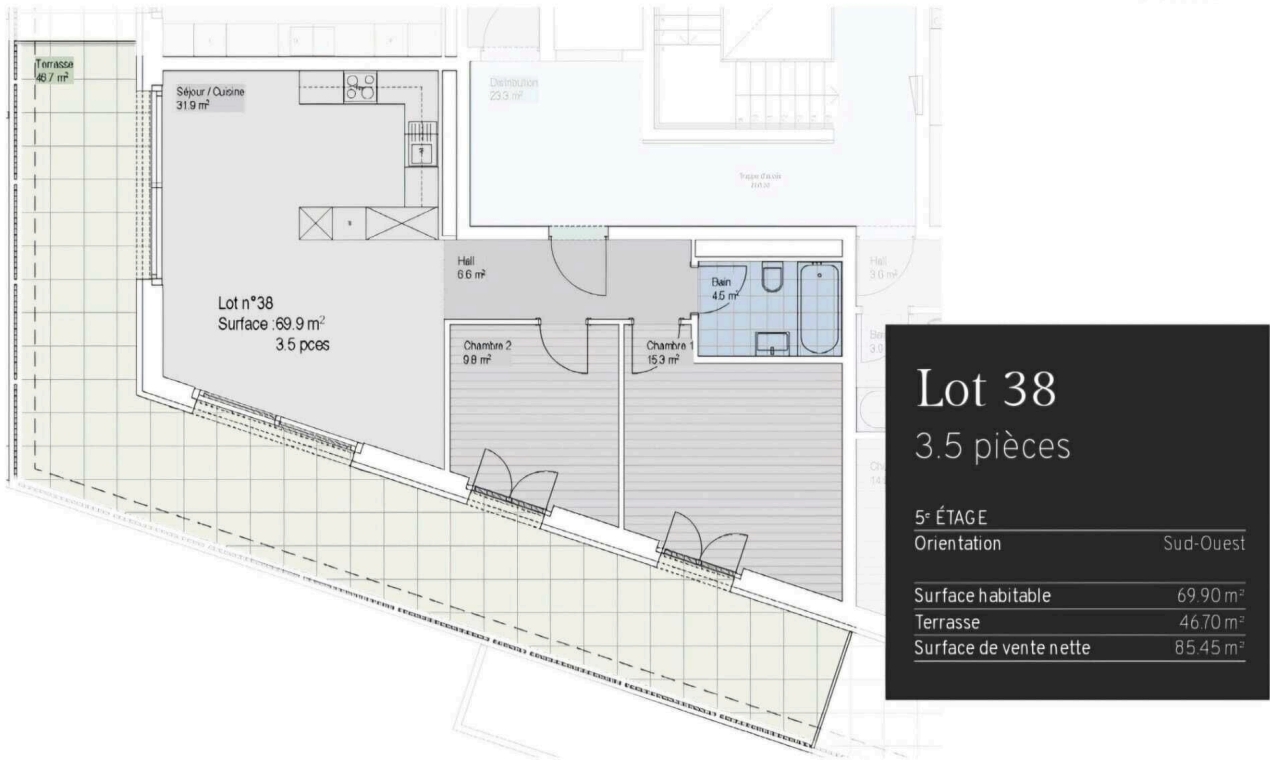 Terrasse
46.7 m²
Séjour / Cuisine
31.9 m²
Distribution
23.3 m²
Hall
6.6 m²
Bain
4.5 m²
Hall
3.6 m²
Lot n°38
Surface :69.9 m²
3.5 pces
Chambre 2
9.8 m²
Chambre 1
15.3 m²
3.9
Lot 38
3.5 pièces
5e ÉTAGE
Orientation Sud-Ouest
Surface habitable 69.90 m²
Terrasse 46.70 m²
Surface de vente nette 85.45 m²